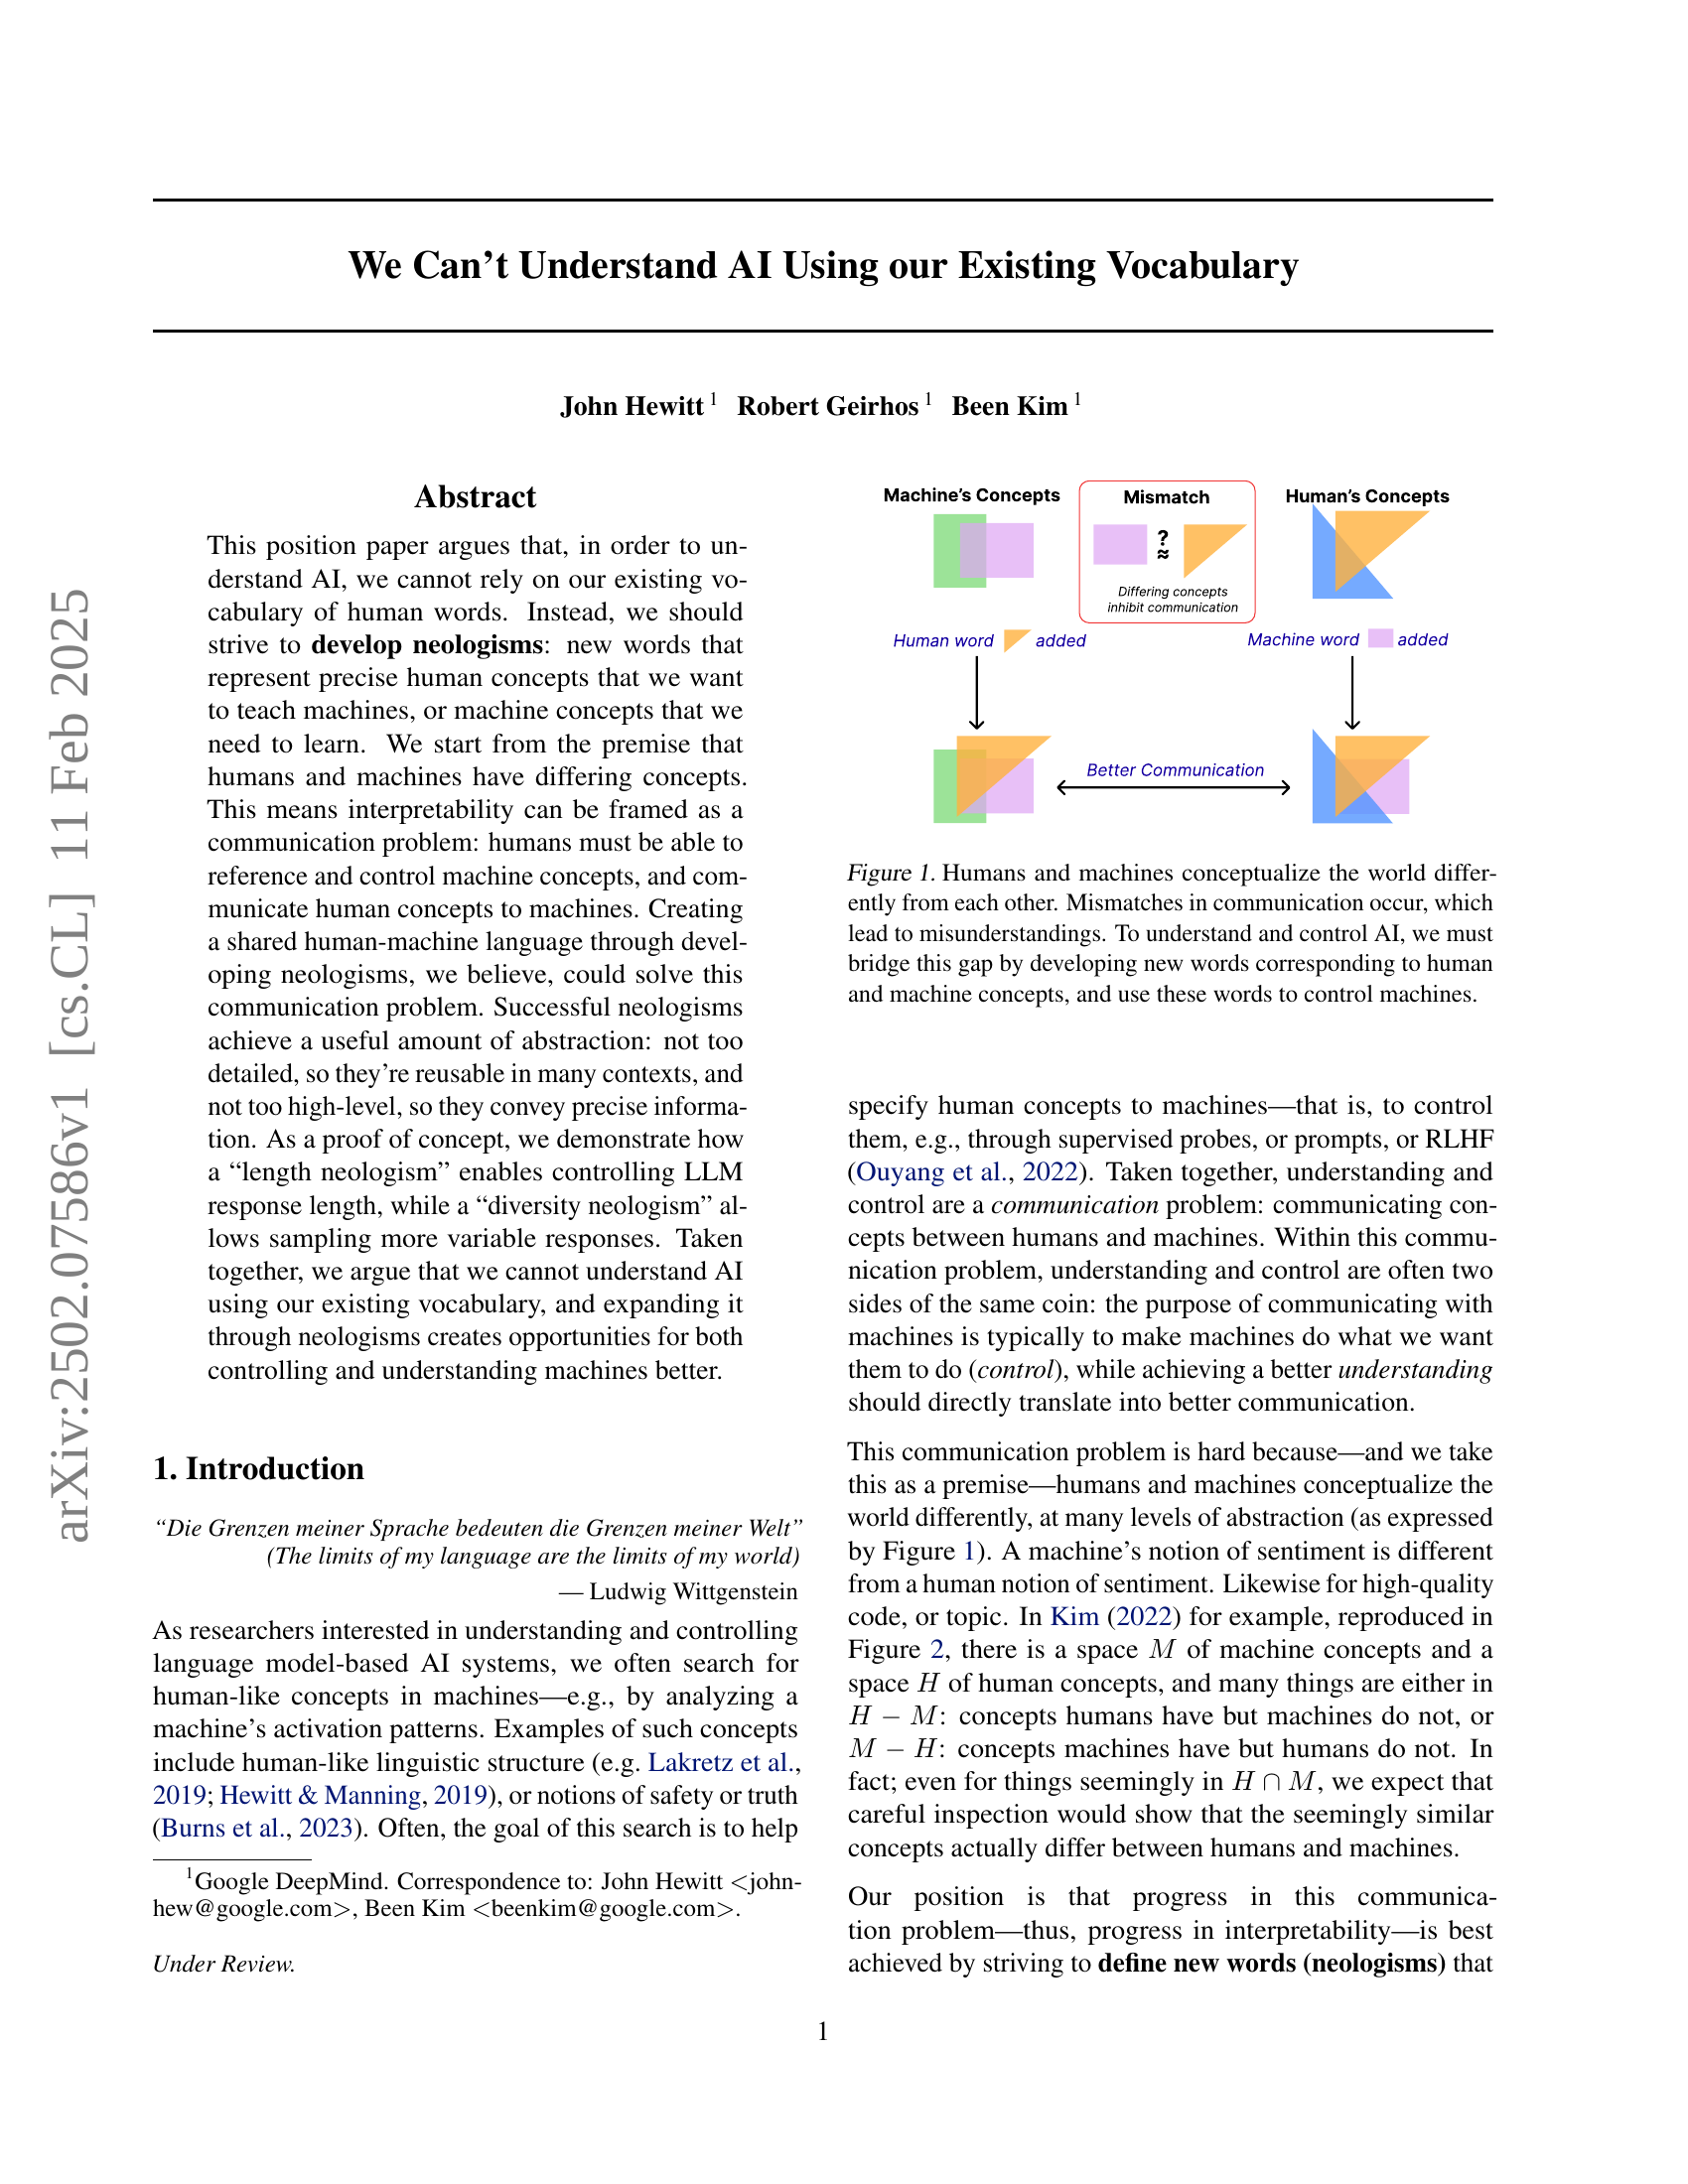 arXiv:2502.07586v1 [cs.CL] 11 Feb 2025
We Can't Understand AI Using our Existing Vocabulary
John Hewitt 1 Robert Geirhos 1 Been Kim 1
Abstract
This position paper argues that, in order to un-
derstand AI, we cannot rely on our existing vo-
cabulary of human words. Instead, we should
strive to develop neologisms: new words that
represent precise human concepts that we want
to teach machines, or machine concepts that we
need to learn. We start from the premise that
humans and machines have differing concepts.
This means interpretability can be framed as a
communication problem: humans must be able to
reference and control machine concepts, and com-
municate human concepts to machines. Creating
a shared human-machine language through devel-
oping neologisms, we believe, could solve this
communication problem. Successful neologisms
achieve a useful amount of abstraction: not too
detailed, so they're reusable in many contexts, and
not too high-level, so they convey precise informa-
tion. As a proof of concept, we demonstrate how
a “length neologism” enables controlling LLM
response length, while a “diversity neologism” al-
lows sampling more variable responses. Taken
together, we argue that we cannot understand AI
using our existing vocabulary, and expanding it
through neologisms creates opportunities for both
controlling and understanding machines better.
1. Introduction
“Die Grenzen meiner Sprache bedeuten die Grenzen meiner Welt”
(The limits of my language are the limits of my world)
— Ludwig Wittgenstein
As researchers interested in understanding and controlling
language model-based AI systems, we often search for
human-like concepts in machines—e.g., by analyzing a
machine's activation patterns. Examples of such concepts
include human-like linguistic structure (e.g. Lakretz et al.,
2019; Hewitt & Manning, 2019), or notions of safety or truth
(Burns et al., 2023). Often, the goal of this search is to help
1Google DeepMind. Correspondence to: John Hewitt <john-
hew@google.com>, Been Kim <beenkim@google.com>.
Under Review.
Machine's Concepts
Mismatch
Human's Concepts
?
≈
Differing concepts
inhibit communication
Human word added
Machine word added
Better Communication
Figure 1. Humans and machines conceptualize the world differ-
ently from each other. Mismatches in communication occur, which
lead to misunderstandings. To understand and control AI, we must
bridge this gap by developing new words corresponding to human
and machine concepts, and use these words to control machines.
specify human concepts to machines—that is, to control
them, e.g., through supervised probes, or prompts, or RLHF
(Ouyang et al., 2022). Taken together, understanding and
control are a communication problem: communicating con-
cepts between humans and machines. Within this commu-
nication problem, understanding and control are often two
sides of the same coin: the purpose of communicating with
machines is typically to make machines do what we want
them to do (control), while achieving a better understanding
should directly translate into better communication.
This communication problem is hard because—and we take
this as a premise—humans and machines conceptualize the
world differently, at many levels of abstraction (as expressed
by Figure 1). A machine's notion of sentiment is different
from a human notion of sentiment. Likewise for high-quality
code, or topic. In Kim (2022) for example, reproduced in
Figure 2, there is a space M of machine concepts and a
space H of human concepts, and many things are either in
H − M: concepts humans have but machines do not, or
M − H: concepts machines have but humans do not. In
fact; even for things seemingly in H ∩ M, we expect that
careful inspection would show that the seemingly similar
concepts actually differ between humans and machines.
Our position is that progress in this communica-
tion problem—thus, progress in interpretability—is best
achieved by striving to define new words (neologisms) that
1